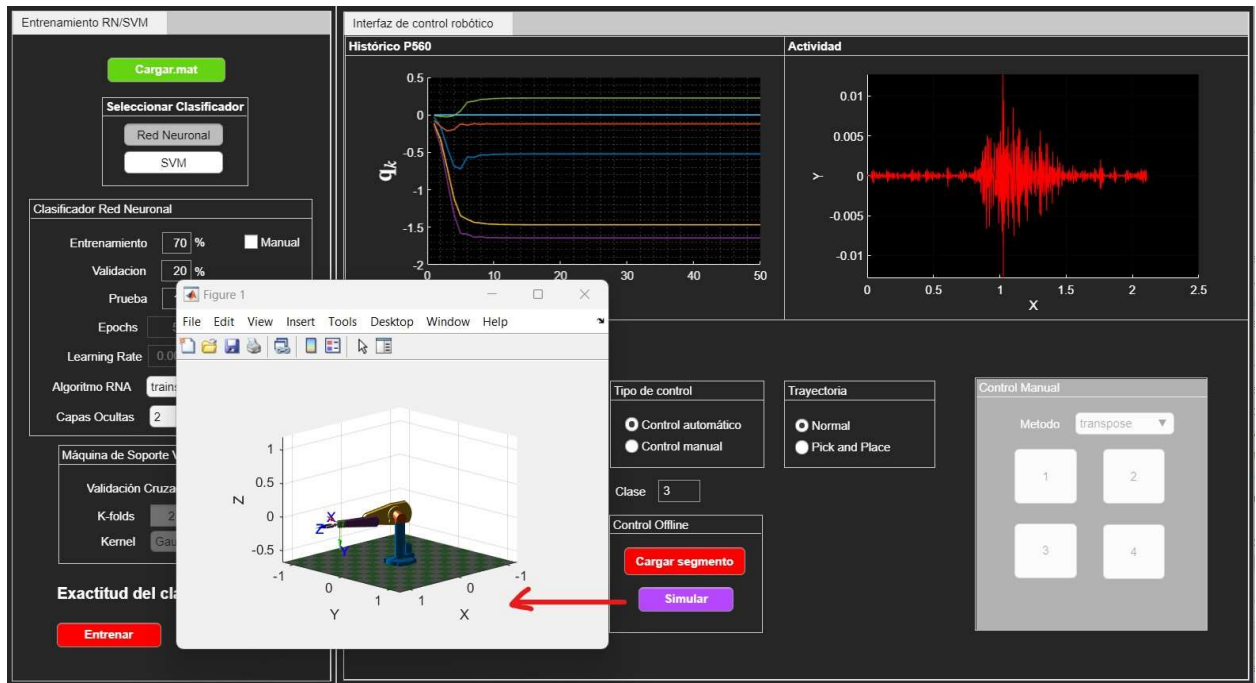 Entrenamiento RN/SVM
Cargar.mat
Seleccionar Clasificador
Red Neuronal
SVM
Clasificador Red Neuronal
Entrenamiento 70 % Manual
Validacion 20 %
Prueba
Epochs
Learning Rate
Algoritmo RNA
Capas Ocultas 2
Máquina de Soporte
K-folds
Kernel
Exactitud del
Entrenar
Interfaz de control robótico
Histórico P560
0.5
0
-0.5
-1
-1.5
-2
qk
0 10 20 30 40 50
Actividad
0.01
0.005
0
-0.005
-0.01
Y
0 0.5 1 1.5 2 2.5
X
Figure 1
File Edit View Insert Tools Desktop Window Help
1
0.5
0
-0.5
Z
X
Z
Y
-1 0 1 1 0 -1
Y X
Tipo de control
Control automático
Control manual
Trayectoria
Normal
Pick and Place
Clase 3
Control Offline
Cargar segmento
Simular
Control Manual
Metodo transpose
1 2
3 4